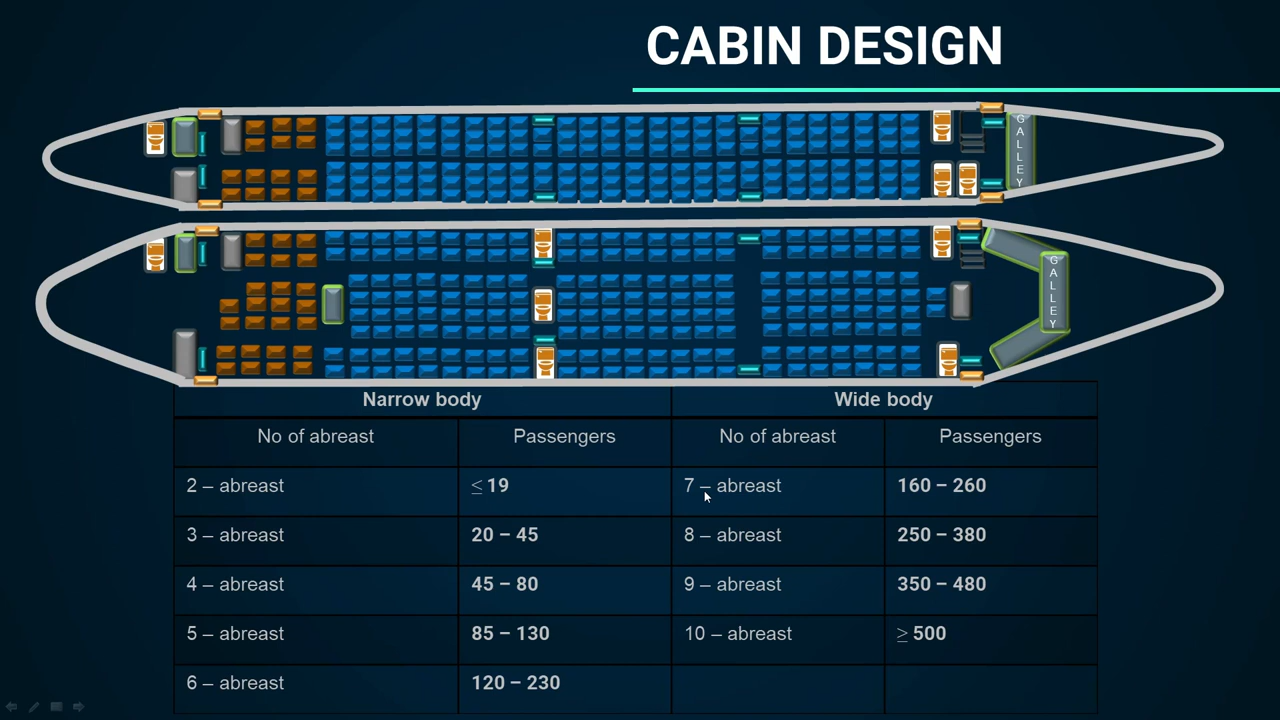 CABIN DESIGN
GALLEY
GALLEY
Narrow body Wide body
No of abreast Passengers No of abreast Passengers
2 – abreast ≤ 19 7 – abreast 160 – 260
3 – abreast 20 – 45 8 – abreast 250 – 380
4 – abreast 45 – 80 9 – abreast 350 – 480
5 – abreast 85 – 130 10 – abreast ≥ 500
6 – abreast 120 – 230